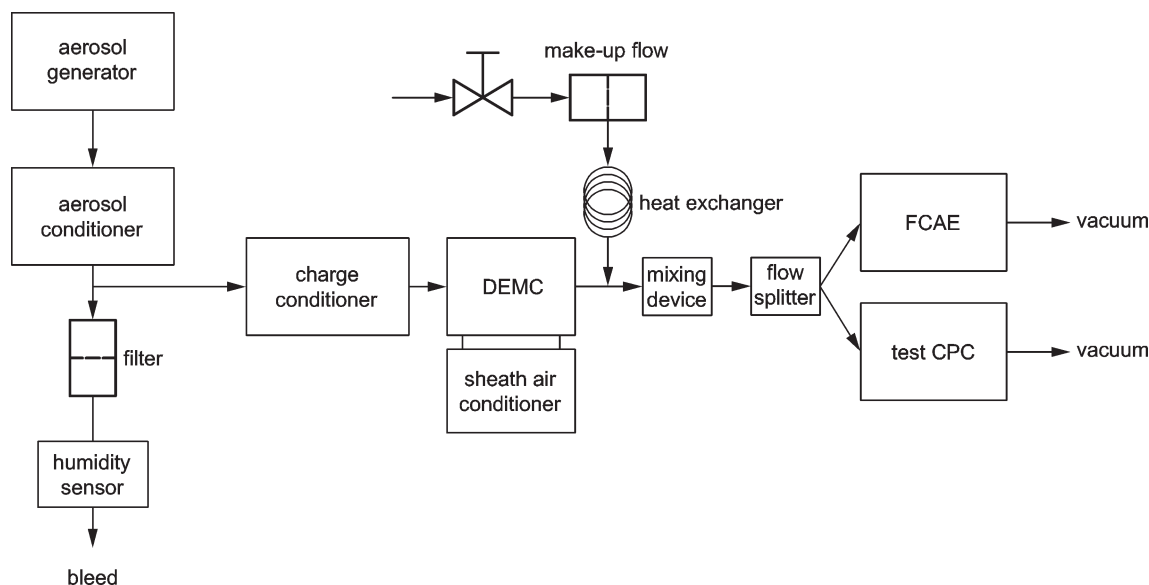 aerosol
generator
make-up flow
aerosol
conditioner
heat exchanger
FCAE
vacuum
charge
conditioner
DEMC
mixing
device
flow
splitter
filter
test CPC
vacuum
sheath air
conditioner
humidity
sensor
bleed